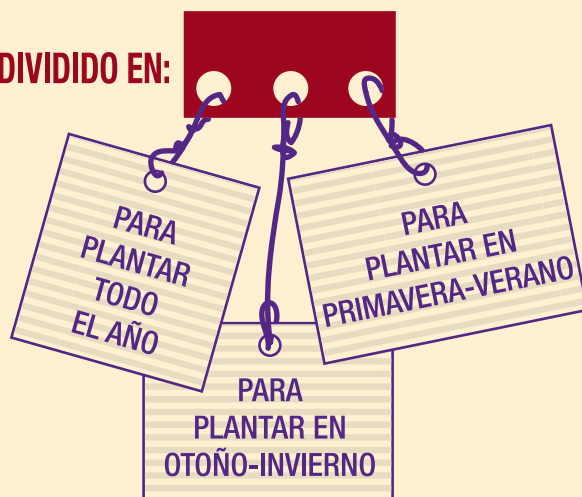 DIVIDIDO EN:
PARA
PLANTAR
TODO
EL AÑO
PARA
PLANTAR EN
OTOÑO-INVIERNO
PARA
PLANTAR EN
PRIMAVERA-VERANO